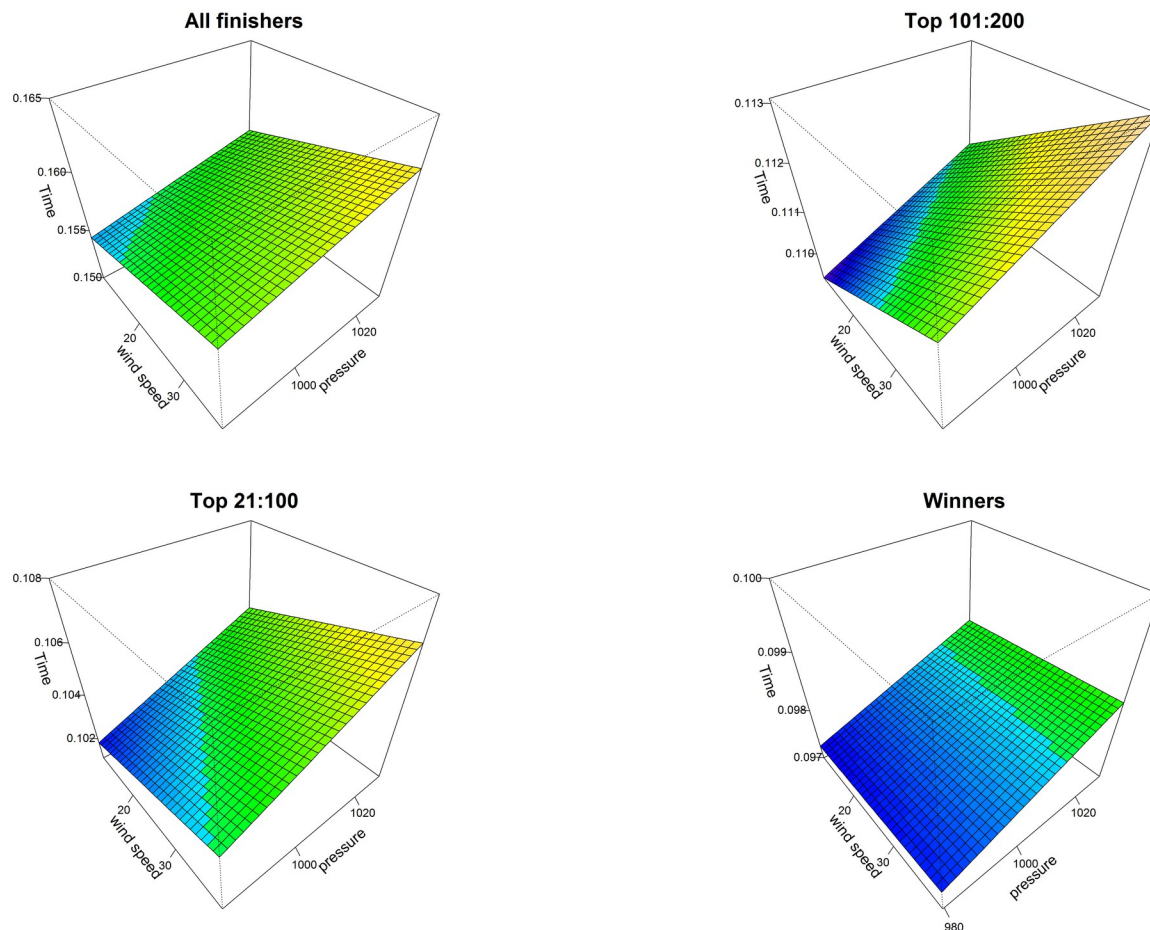 All finishers
0.165
0.160
0.155
0.150
Time
20
30
wind speed
1000
1020
pressure
Top 101:200
0.113
0.112
0.111
0.110
Time
20
30
wind speed
1000
1020
pressure
Top 21:100
0.108
0.106
0.104
0.102
Time
20
30
wind speed
1000
1020
pressure
Winners
0.100
0.099
0.098
0.097
Time
20
30
wind speed
980
1000
1020
pressure